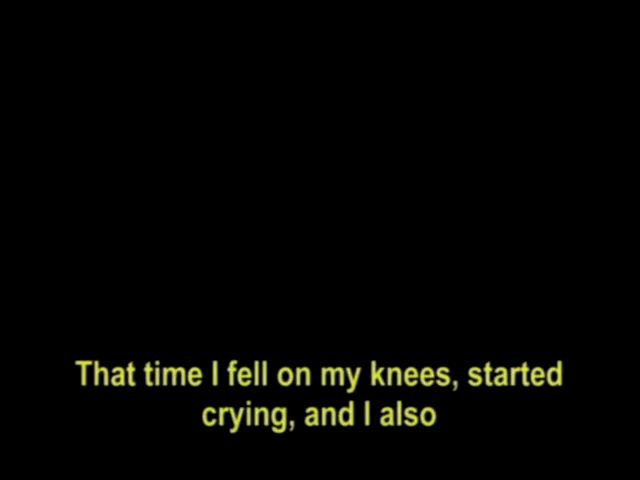 That time I fell on my knees, started
crying, and I also